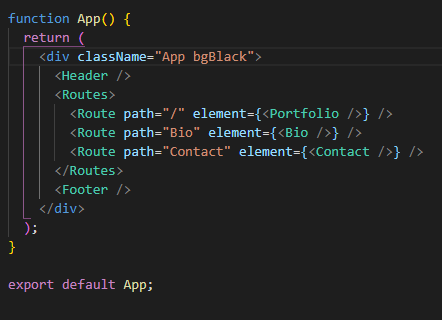 function App() {
  return (
    <div className="App bgBlack">
      <Header />
      <Routes>
        <Route path="/" element={<Portfolio />} />
        <Route path="Bio" element={<Bio />} />
        <Route path="Contact" element={<Contact />} />
      </Routes>
      <Footer />
    </div>
  );
}

export default App;